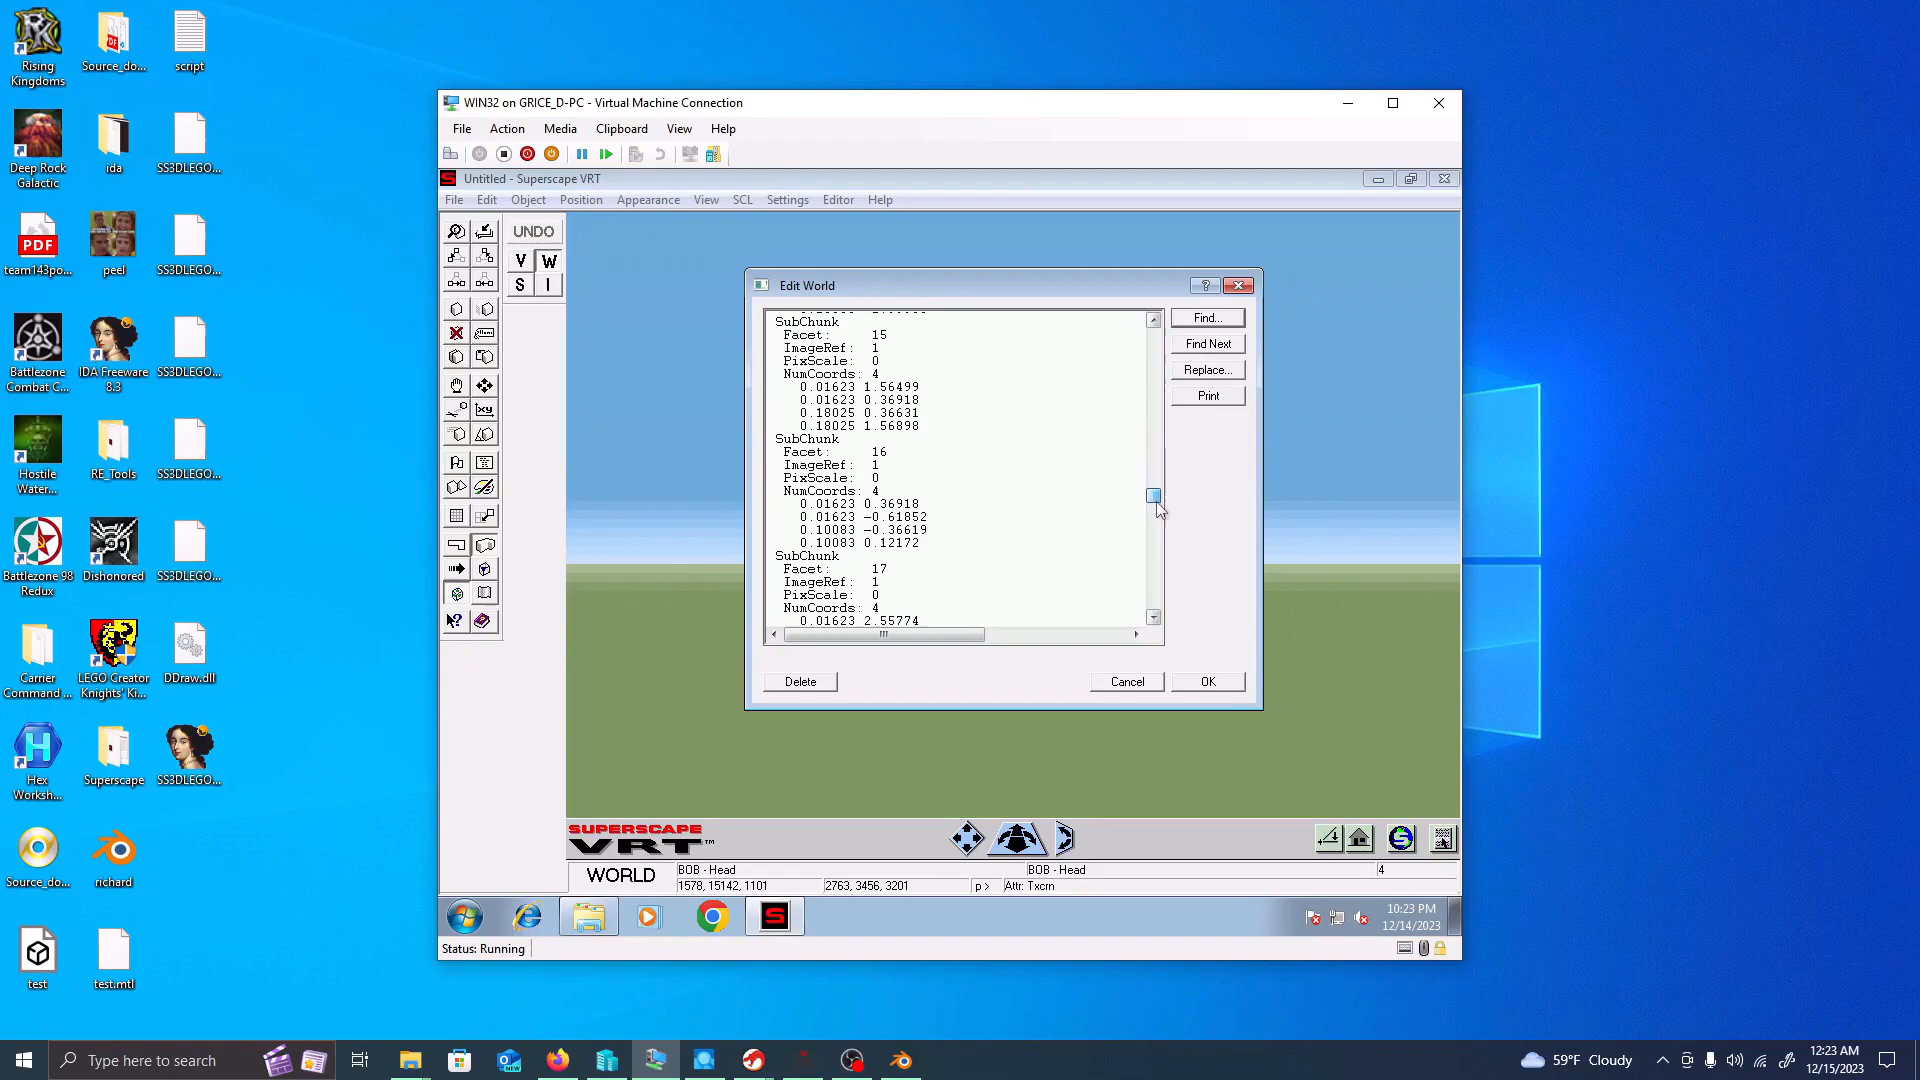 Rising
Kingdoms
Source_do...
script
Deep Rock
Galactic
ida
SS3DLEGO...
PDF
team143po...
peel
SS3DLEGO...
Battlezone
Combat C...
IDA Freeware
8.3
SS3DLEGO...
Hostile
Water...
RE_Tools
SS3DLEGO...
Battlezone 98
Redux
Dishonored
SS3DLEGO...
Carrier
Command ...
LEGO Creator
Knights' Ki...
DDraw.dll
Hex
Worksh...
Superscape
SS3DLEGO...
Source_do...
richard
test
test.mtl
WIN32 on GRICE_D-PC - Virtual Machine Connection
File Action Media Clipboard View Help
Untitled - Superscape VRT
File Edit Object Position Appearance View SCL Settings Editor Help
UNDO
V W
S I
Edit World
SubChunk
Facet: 15
ImageRef: 1
PixScale: 0
NumCoords: 4
0.01623 1.56499
0.01623 0.36918
0.18025 0.36631
0.18025 1.56898
SubChunk
Facet: 16
ImageRef: 1
PixScale: 0
NumCoords: 4
0.01623 0.36918
0.01623 -0.61852
0.10083 -0.36619
0.10083 0.12172
SubChunk
Facet: 17
ImageRef: 1
PixScale: 0
NumCoords: 4
0.01623 2.55774
Find...
Find Next
Replace...
Print
Delete
Cancel
OK
SUPERSCAPE
VRT™
WORLD
BOB - Head
BOB - Head
4
1578, 15142, 1101
2763, 3456, 3201
p >
Attr: Txcrn
10:23 PM
12/14/2023
Status: Running
Type here to search
59°F Cloudy
12:23 AM
12/15/2023